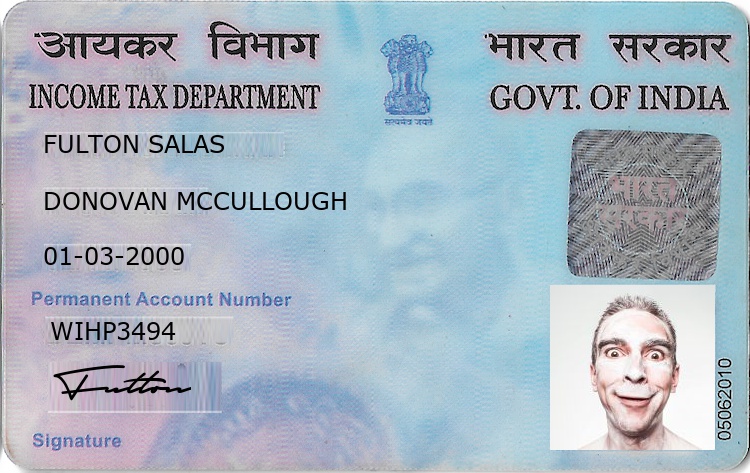 आयकर विभाग
भारत सरकार
INCOME TAX DEPARTMENT
GOVT. OF INDIA
सत्यमेव जयते
FULTON SALAS
DONOVAN MCCULLOUGH
भारत
सरकार
01-03-2000
Permanent Account Number
WIHP3494
Fulton
Signature
05062010